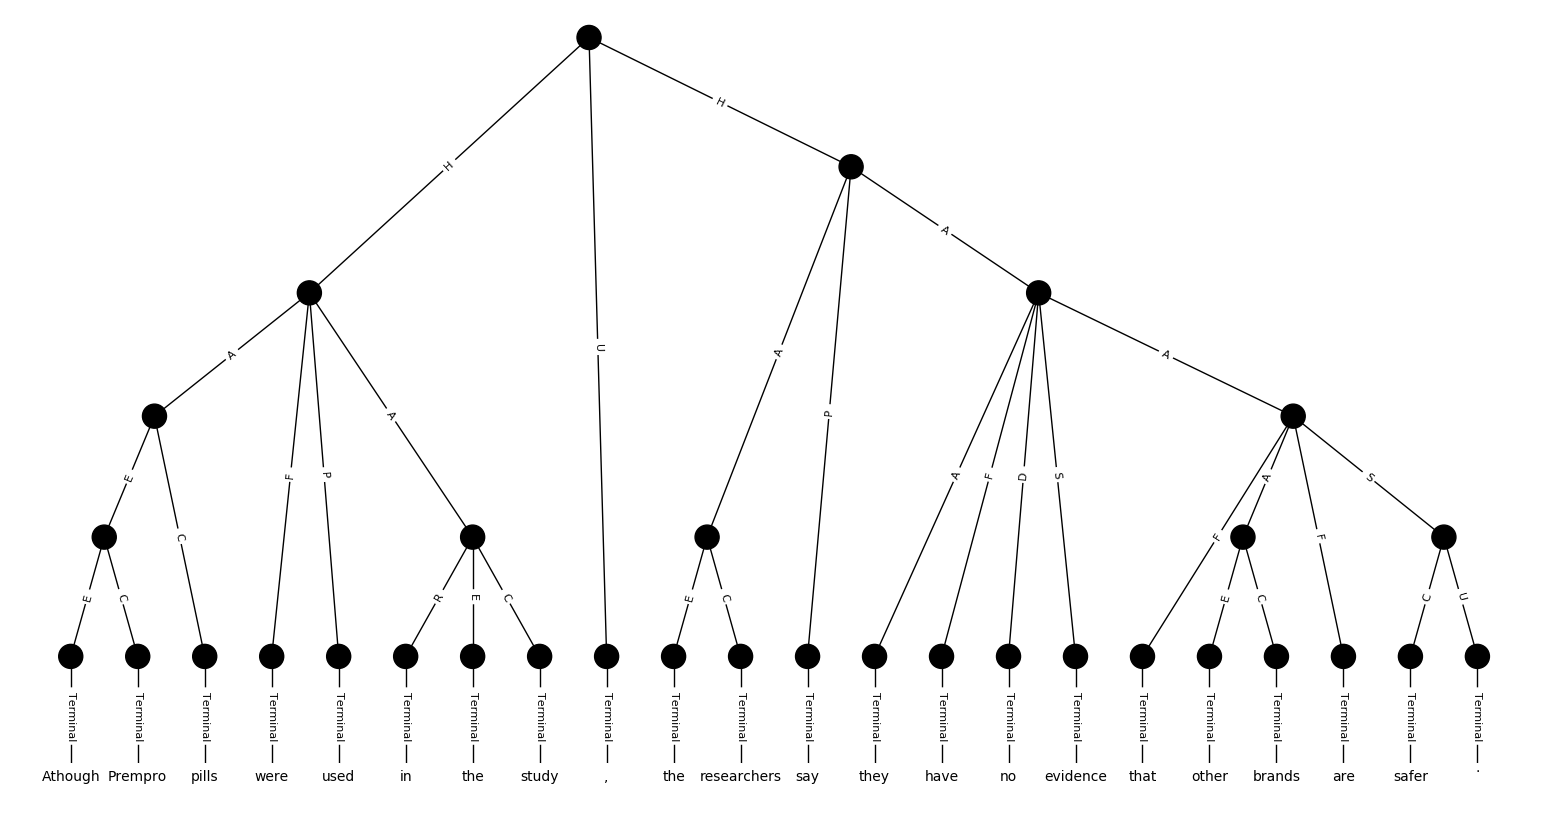 H
H
A
A
A
A
U
A
A
P
E
F
P
A
F
D
S
A
S
C
F
F
E
C
R
E
C
E
C
E
C
C
U
Terminal Terminal Terminal Terminal Terminal Terminal Terminal Terminal Terminal Terminal Terminal Terminal Terminal Terminal Terminal Terminal Terminal Terminal Terminal Terminal Terminal Terminal
Athough Prempro pills were used in the study , the researchers say they have no evidence that other brands are safer .